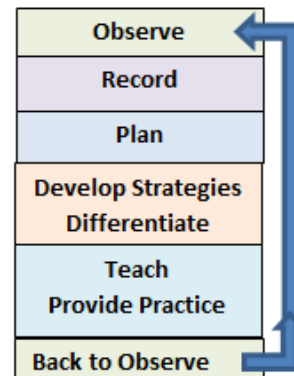 Observe
Record
Plan
Develop Strategies
Differentiate
Teach
Provide Practice
Back to Observe